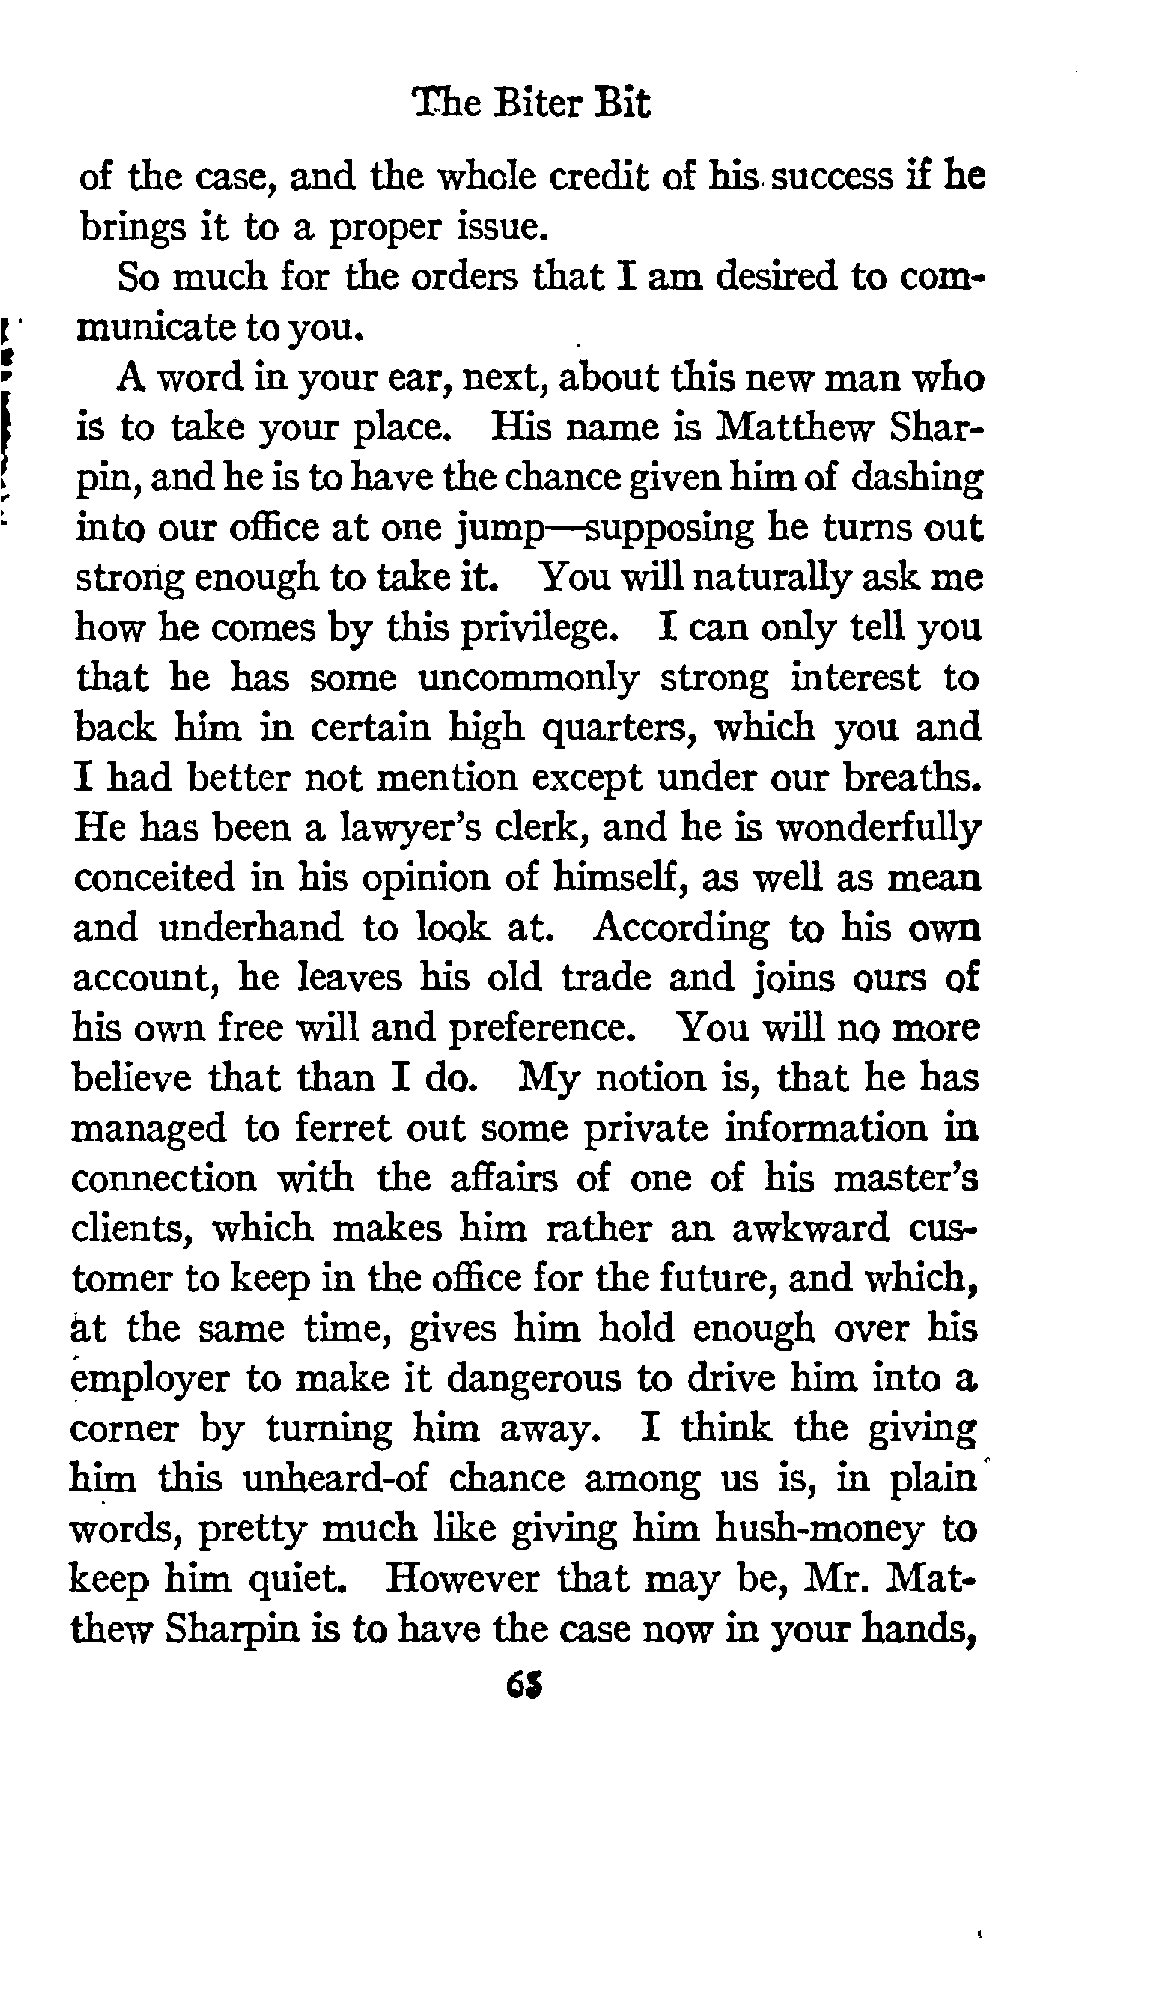 The Biter Bit
of the case, and the whole credit of his success if he
brings it to a proper issue.
So much for the orders that I am desired to com-
municate to you.
A word in your ear, next, about this new man who
is to take your place. His name is Matthew Shar-
pin, and he is to have the chance given him of dashing
into our office at one jump—supposing he turns out
strong enough to take it. You will naturally ask me
how he comes by this privilege. I can only tell you
that he has some uncommonly strong interest to
back him in certain high quarters, which you and
I had better not mention except under our breaths.
He has been a lawyer's clerk, and he is wonderfully
conceited in his opinion of himself, as well as mean
and underhand to look at. According to his own
account, he leaves his old trade and joins ours of
his own free will and preference. You will no more
believe that than I do. My notion is, that he has
managed to ferret out some private information in
connection with the affairs of one of his master's
clients, which makes him rather an awkward cus-
tomer to keep in the office for the future, and which,
at the same time, gives him hold enough over his
employer to make it dangerous to drive him into a
corner by turning him away. I think the giving
him this unheard-of chance among us is, in plain
words, pretty much like giving him hush-money to
keep him quiet. However that may be, Mr. Mat-
thew Sharpin is to have the case now in your hands,
65